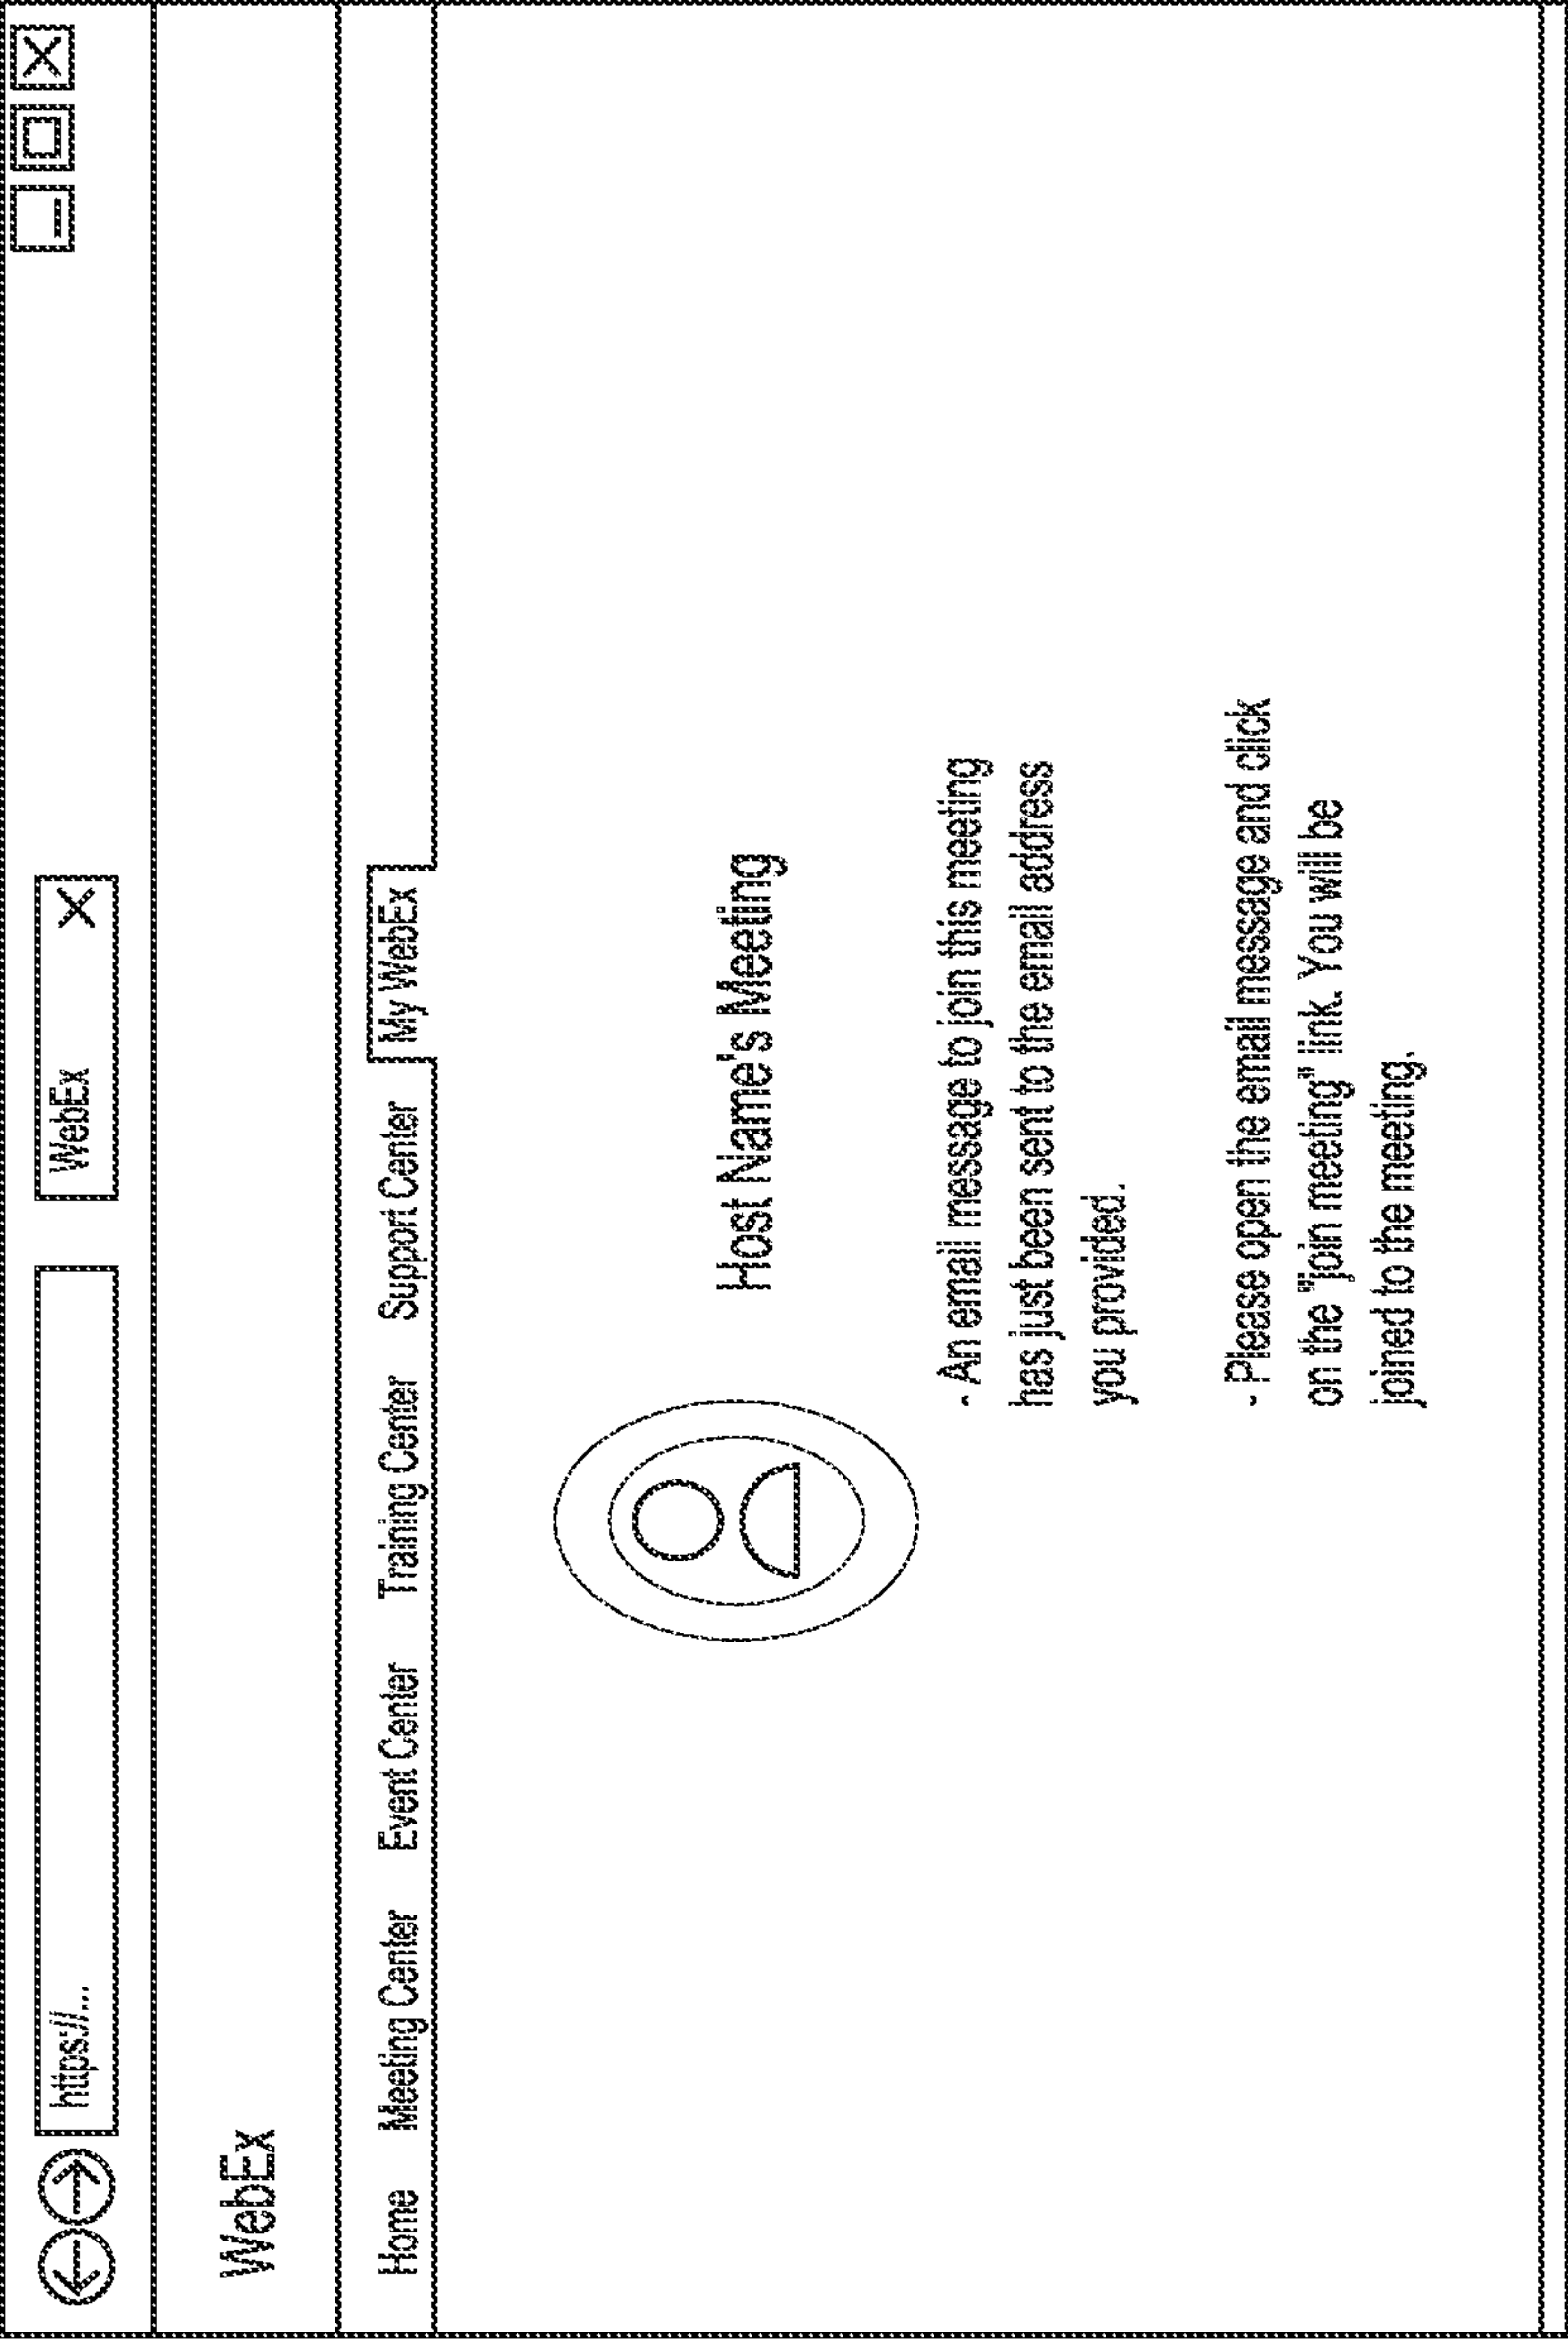 https://...
WebEx
WebEx
Home Meeting Center Event Center Training Center Support Center My WebEx
Host Name's Meeting
- An email message to join this meeting
has just been sent to the email address
you provided.
- Please open the email message and click
on the "join meeting" link. You will be
joined to the meeting.